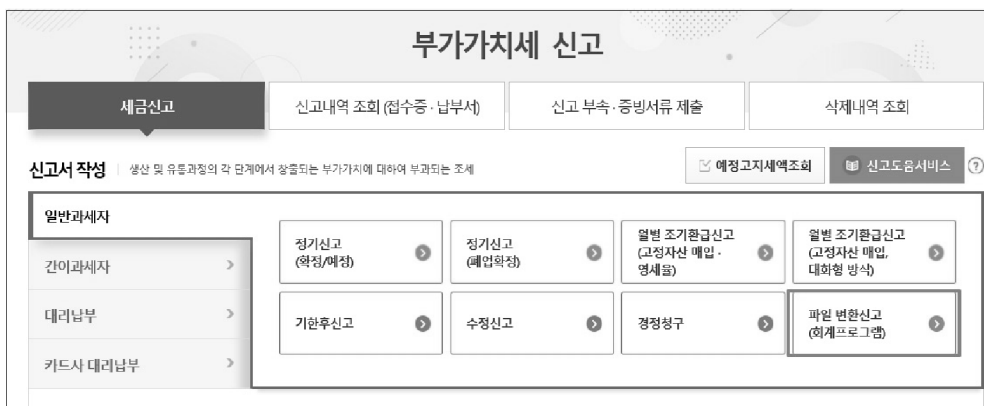 부가가치세 신고
세금신고
신고내역 조회 (접수증 · 납부서)
신고 부속 · 증빙서류 제출
삭제내역 조회
신고서 작성
생산 및 유통과정의 각 단계에서 창출되는 부가가치에 대하여 부과되는 조세
예정고지세액조회
신고도움서비스
?
일반과세자
간이과세자
대리납부
카드사 대리납부
정기신고
(확정/예정)
정기신고
(폐업확정)
월별 조기환급신고
(고정자산 매입 ·
영세율)
월별 조기환급신고
(고정자산 매입,
대화형 방식)
기한후신고
수정신고
경정청구
파일 변환신고
(회계프로그램)